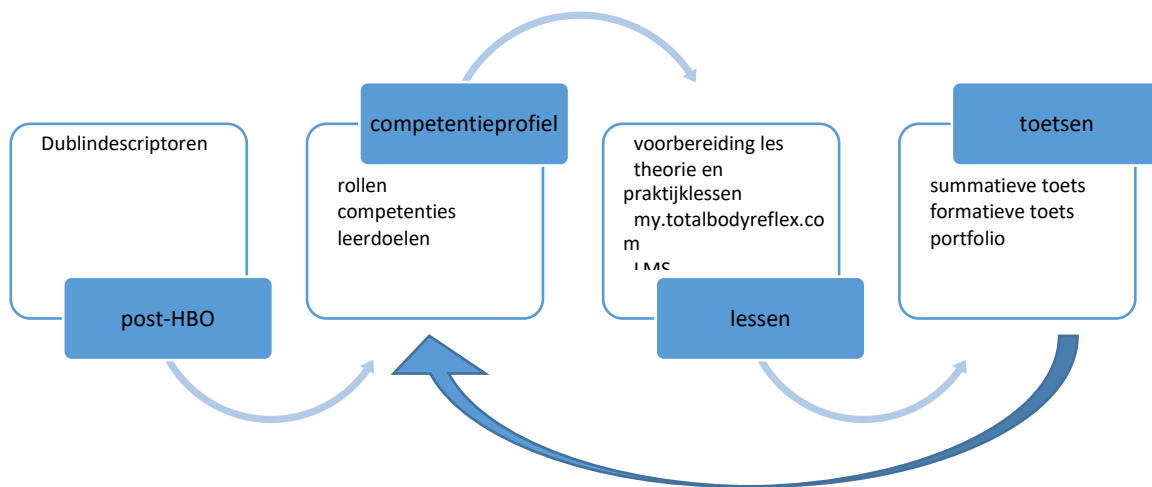 Dublindescriptoren
post-HBO
competentieprofiel
rollen
competenties
leerdoelen
voorbereiding les
theorie en
praktijklessen
my.totalbodyreflex.co
m
LMS
lessen
toetsen
summatieve toets
formatieve toets
portfolio